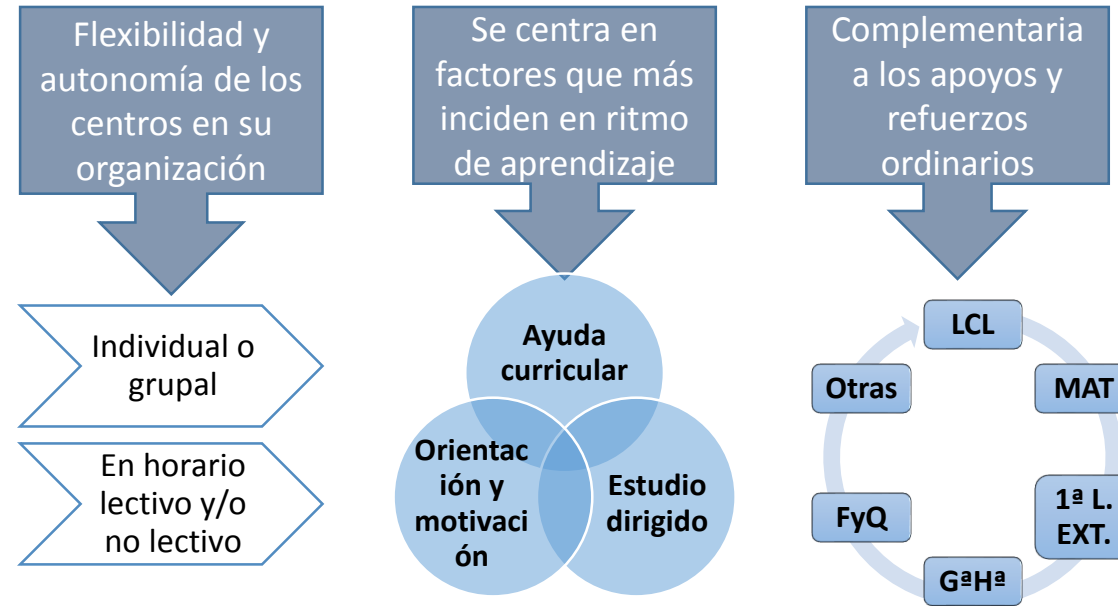 Flexibilidad y
autonomía de los
centros en su
organización
Individual o
grupal
En horario
lectivo y/o
no lectivo
Se centra en
factores que más
inciden en ritmo
de aprendizaje
Ayuda
curricular
Orientac
ión y
motivaci
ón
Estudio
dirigido
Complementaria
a los apoyos y
refuerzos
ordinarios
LCL
MAT
1ª L.
EXT.
GªHª
FyQ
Otras